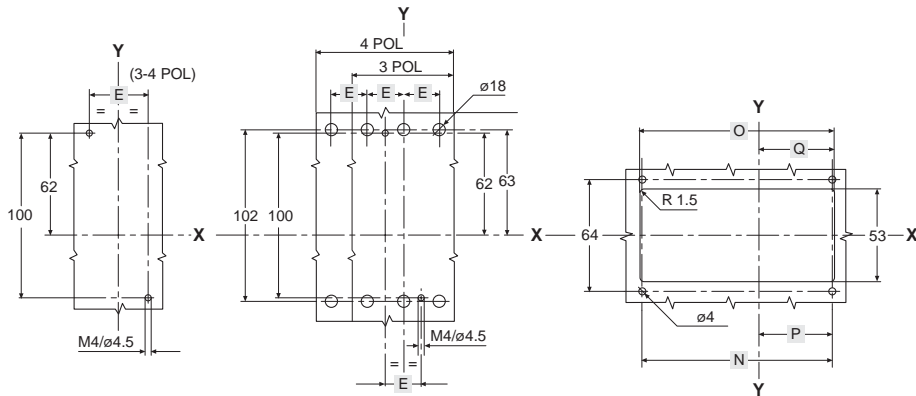 Y
(3-4 POL)
E
= =
62
100
X
M4/ø4.5
Y
4 POL
3 POL
E E E
ø18
102
100
62
63
X
M4/ø4.5
= =
E
Y
O
Q
R 1.5
64
53
X
ø4
P
N
Y